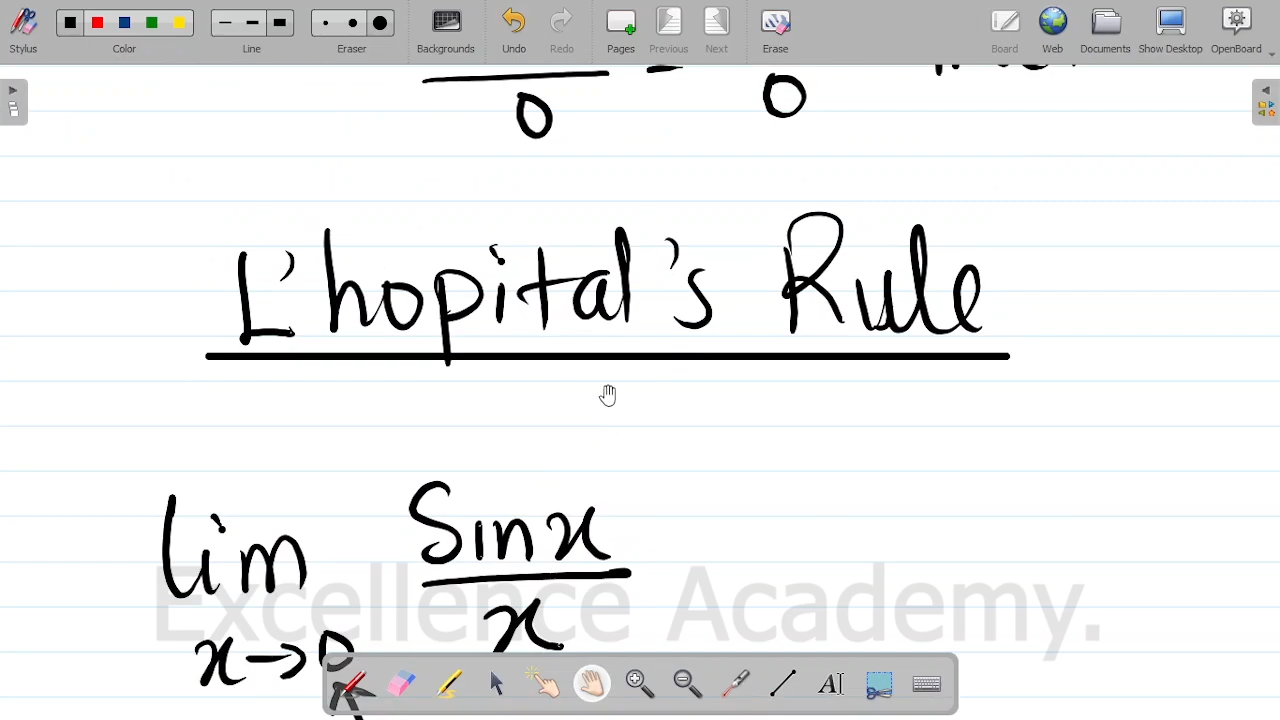 Stylus Color Line Eraser Backgrounds Undo Redo Pages Previous Next Erase Board Web Documents Show Desktop OpenBoard
0 0
L'hopital's Rule
lim Sinx
x→0 x
Excellence Academy.